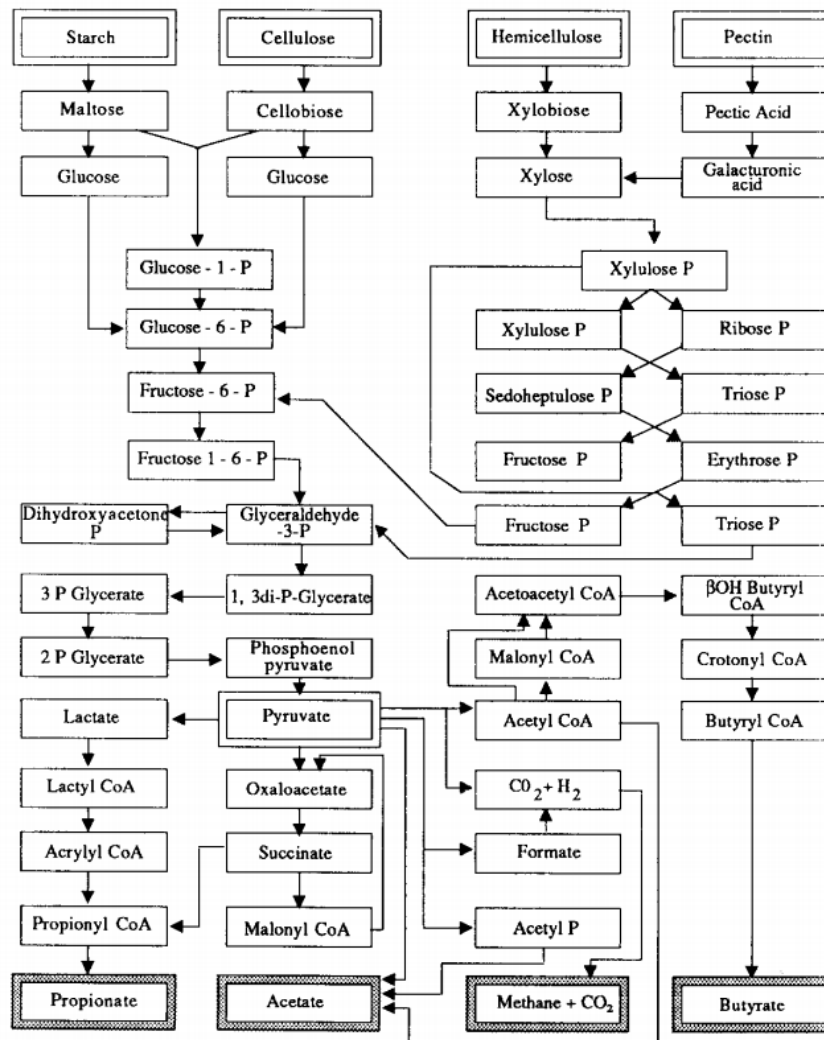 Starch
Cellulose
Hemicellulose
Pectin
Maltose
Cellobiose
Xylobiose
Pectic Acid
Glucose
Glucose
Xylose
Galacturonic
acid
Glucose - 1 - P
Xylulose P
Glucose - 6 - P
Xylulose P
Ribose P
Fructose - 6 - P
Sedoheptulose P
Triose P
Fructose 1 - 6 - P
Fructose P
Erythrose P
Dihydroxyacetone
P
Glyceraldehyde
-3-P
Fructose P
Triose P
3 P Glycerate
1, 3di-P-Glycerate
Acetoacetyl CoA
βOH Butyryl
CoA
2 P Glycerate
Phosphoenol
pyruvate
Malonyl CoA
Crotonyl CoA
Lactate
Pyruvate
Acetyl CoA
Butyryl CoA
Lactyl CoA
Oxaloacetate
C0₂ + H₂
Acrylyl CoA
Succinate
Formate
Propionyl CoA
Malonyl CoA
Acetyl P
Propionate
Acetate
Methane + CO₂
Butyrate